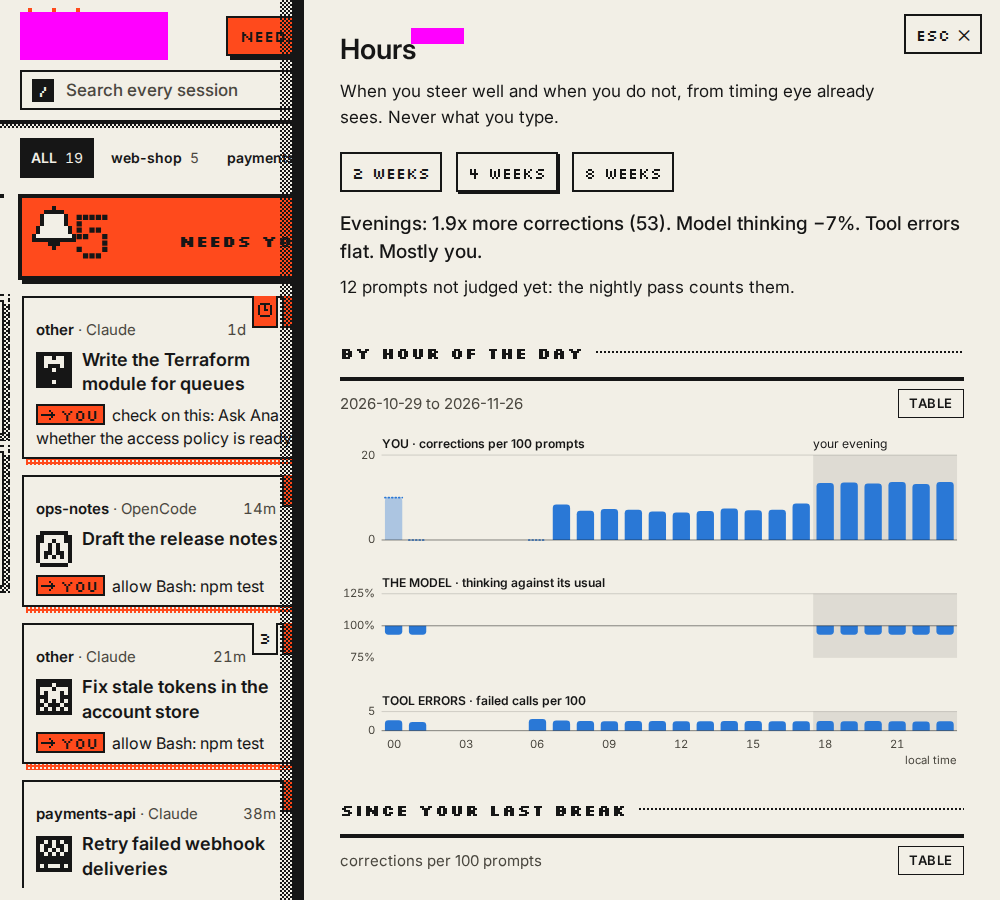 NEED
/ Search every session
ALL 19
web-shop 5
payment
5
NEEDS YO
other · Claude 1d
Write the Terraform
module for queues
→ YOU check on this: Ask Ana
whether the access policy is ready
ops-notes · OpenCode 14m
Draft the release notes
→ YOU allow Bash: npm test
3
other · Claude 21m
Fix stale tokens in the
account store
→ YOU allow Bash: npm test
payments-api · Claude 38m
Retry failed webhook
deliveries
Hours
ESC ×
When you steer well and when you do not, from timing eye already
sees. Never what you type.
2 WEEKS
4 WEEKS
8 WEEKS
Evenings: 1.9x more corrections (53). Model thinking −7%. Tool errors
flat. Mostly you.
12 prompts not judged yet: the nightly pass counts them.
BY HOUR OF THE DAY
2026-10-29 to 2026-11-26
TABLE
YOU · corrections per 100 prompts
your evening
20
0
THE MODEL · thinking against its usual
125%
100%
75%
TOOL ERRORS · failed calls per 100
5
0
00 03 06 09 12 15 18 21
local time
SINCE YOUR LAST BREAK
corrections per 100 prompts
TABLE